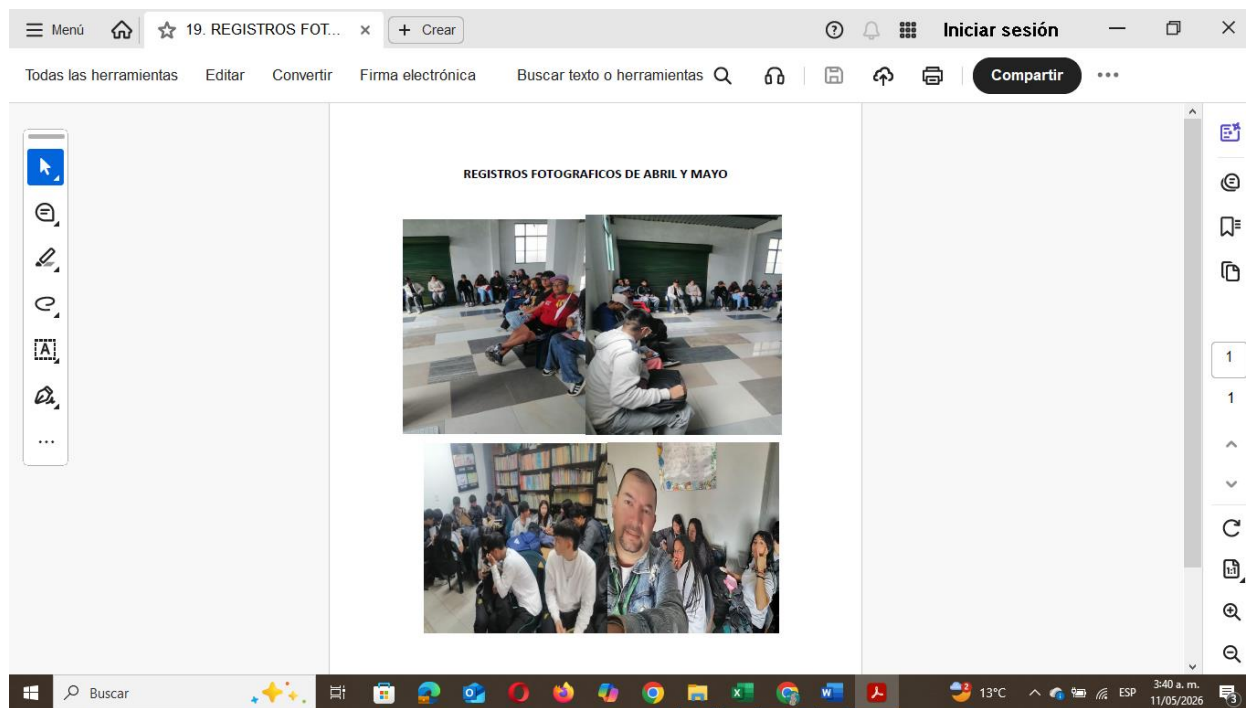 Menú
19. REGISTROS FOT...
Crear
Iniciar sesión
Todas las herramientas
Editar
Convertir
Firma electrónica
Buscar texto o herramientas
Compartir
REGISTROS FOTOGRAFICOS DE ABRIL Y MAYO
1
1
Buscar
13°C
ESP
3:40 a. m.
11/05/2026
3